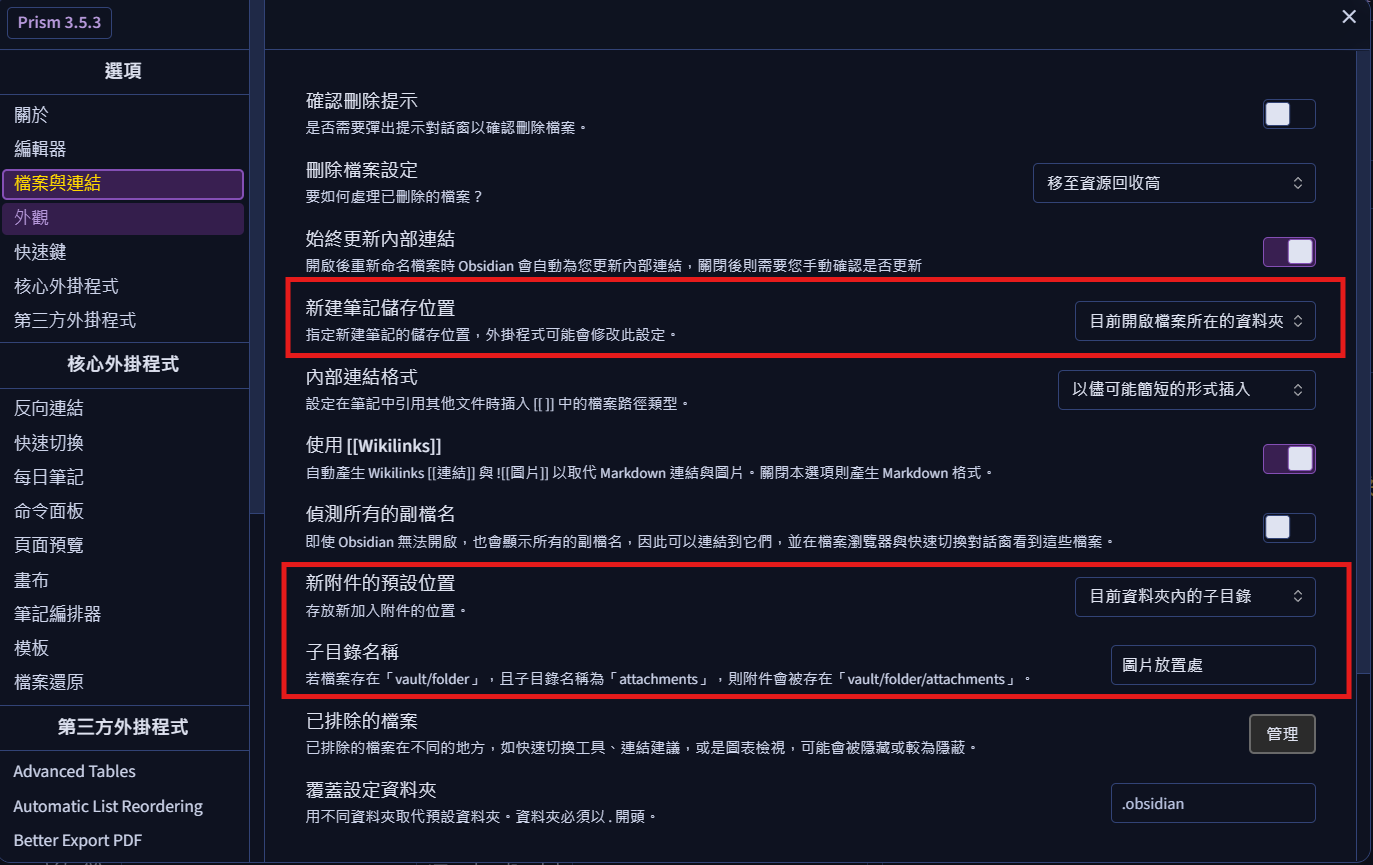 Prism 3.5.3
選項
關於
編輯器
檔案與連結
外觀
快速鍵
核心外掛程式
第三方外掛程式
核心外掛程式
反向連結
快速切換
每日筆記
命令面板
頁面預覽
畫布
筆記編排器
模板
檔案還原
第三方外掛程式
Advanced Tables
Automatic List Reordering
Better Export PDF
確認刪除提示
是否需要彈出提示對話窗以確認刪除檔案。
刪除檔案設定
要如何處理已刪除的檔案？
移至資源回收筒
始終更新內部連結
開啟後重新命名檔案時 Obsidian 會自動為您更新內部連結，關閉後則需要您手動確認是否更新
新建筆記儲存位置
指定新建筆記的儲存位置，外掛程式可能會修改此設定。
目前開啟檔案所在的資料夾
內部連結格式
設定在筆記中引用其他文件時插入 [[ ]] 中的檔案路徑類型。
以儘可能簡短的形式插入
使用 [[Wikilinks]]
自動產生 Wikilinks [[連結]] 與 ![[圖片]] 以取代 Markdown 連結與圖片。關閉本選項則產生 Markdown 格式。
偵測所有的副檔名
即使 Obsidian 無法開啟，也會顯示所有的副檔名，因此可以連結到它們，並在檔案瀏覽器與快速切換對話窗看到這些檔案。
新附件的預設位置
存放新加入附件的位置。
目前資料夾內的子目錄
子目錄名稱
若檔案存在「vault/folder」，且子目錄名稱為「attachments」，則附件會被存在「vault/folder/attachments」。
圖片放置處
已排除的檔案
已排除的檔案在不同的地方，如快速切換工具、連結建議，或是圖表檢視，可能會被隱藏或較為隱蔽。
管理
覆蓋設定資料夾
用不同資料夾取代預設資料夾。資料夾必須以 . 開頭。
.obsidian